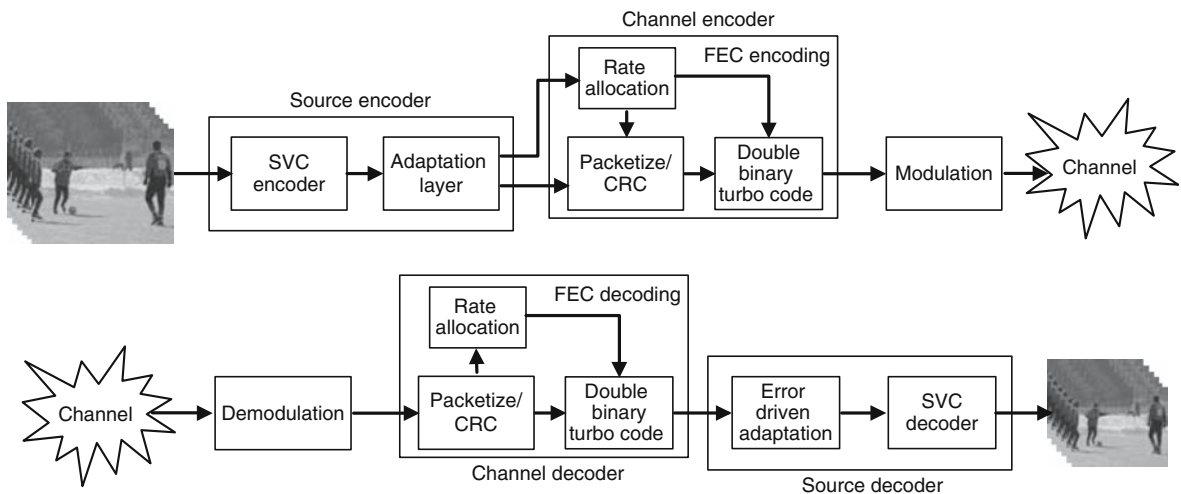 Channel encoder
Source encoder
FEC encoding
Rate
allocation
SVC
encoder
Adaptation
layer
Packetize/
CRC
Double
binary
turbo code
Modulation
Channel
FEC decoding
Rate
allocation
Channel
Demodulation
Packetize/
CRC
Double
binary
turbo code
Error
driven
adaptation
SVC
decoder
Channel decoder
Source decoder